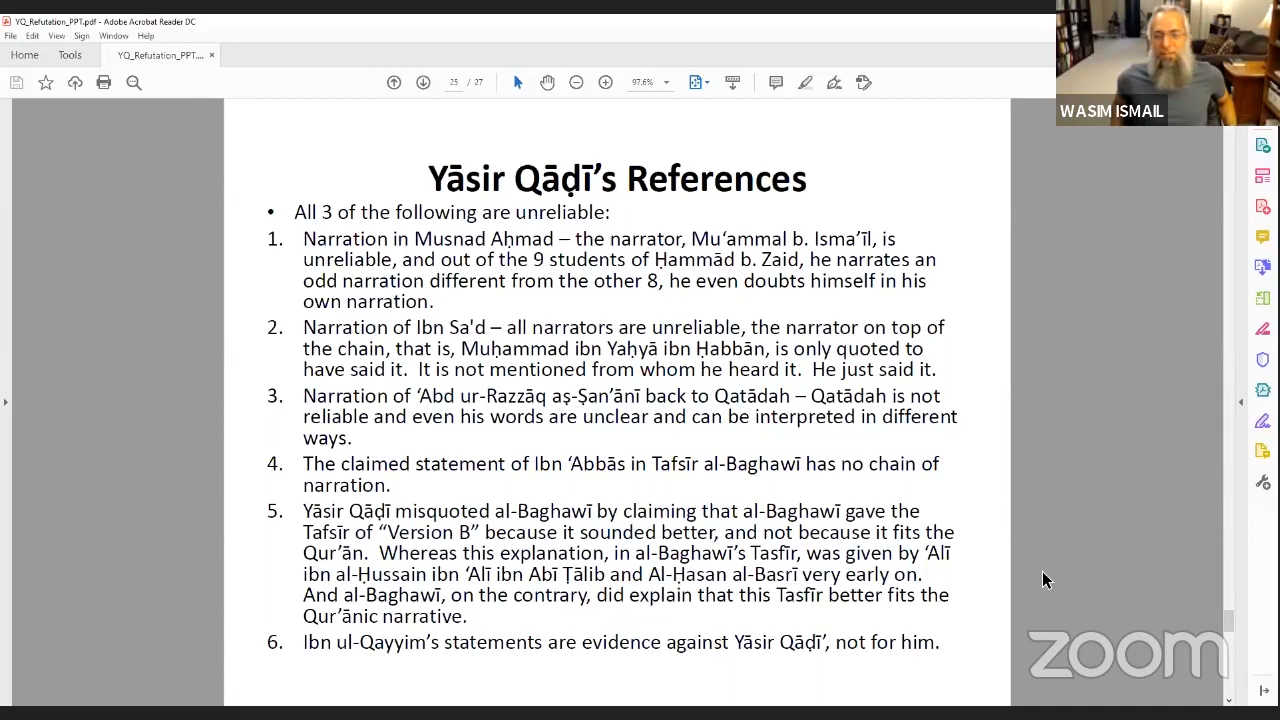 YQ_Refutation_PPT.pdf - Adobe Acrobat Reader DC
File Edit View Sign Window Help
Home Tools YQ_Refutation_PPT.... ×
25 / 27 97.6%
WASIM ISMAIL
Yāsir Qāḍī’s References
• All 3 of the following are unreliable:
1. Narration in Musnad Aḥmad – the narrator, Mu‘ammal b. Isma’īl, is
unreliable, and out of the 9 students of Ḥammād b. Zaid, he narrates an
odd narration different from the other 8, he even doubts himself in his
own narration.
2. Narration of Ibn Sa'd – all narrators are unreliable, the narrator on top of
the chain, that is, Muḥammad ibn Yaḥyā ibn Ḥabbān, is only quoted to
have said it. It is not mentioned from whom he heard it. He just said it.
3. Narration of ‘Abd ur-Razzāq aṣ-Ṣan’ānī back to Qatādah – Qatādah is not
reliable and even his words are unclear and can be interpreted in different
ways.
4. The claimed statement of Ibn ‘Abbās in Tafsīr al-Baghawī has no chain of
narration.
5. Yāsir Qāḍī misquoted al-Baghawī by claiming that al-Baghawī gave the
Tafsīr of “Version B” because it sounded better, and not because it fits the
Qur’ān. Whereas this explanation, in al-Baghawī’s Tasfīr, was given by ‘Alī
ibn al-Ḥussain ibn ‘Alī ibn Abī Ṭālib and Al-Ḥasan al-Basrī very early on.
And al-Baghawī, on the contrary, did explain that this Tasfīr better fits the
Qur’ānic narrative.
6. Ibn ul-Qayyim’s statements are evidence against Yāsir Qāḍī’, not for him.
zoom